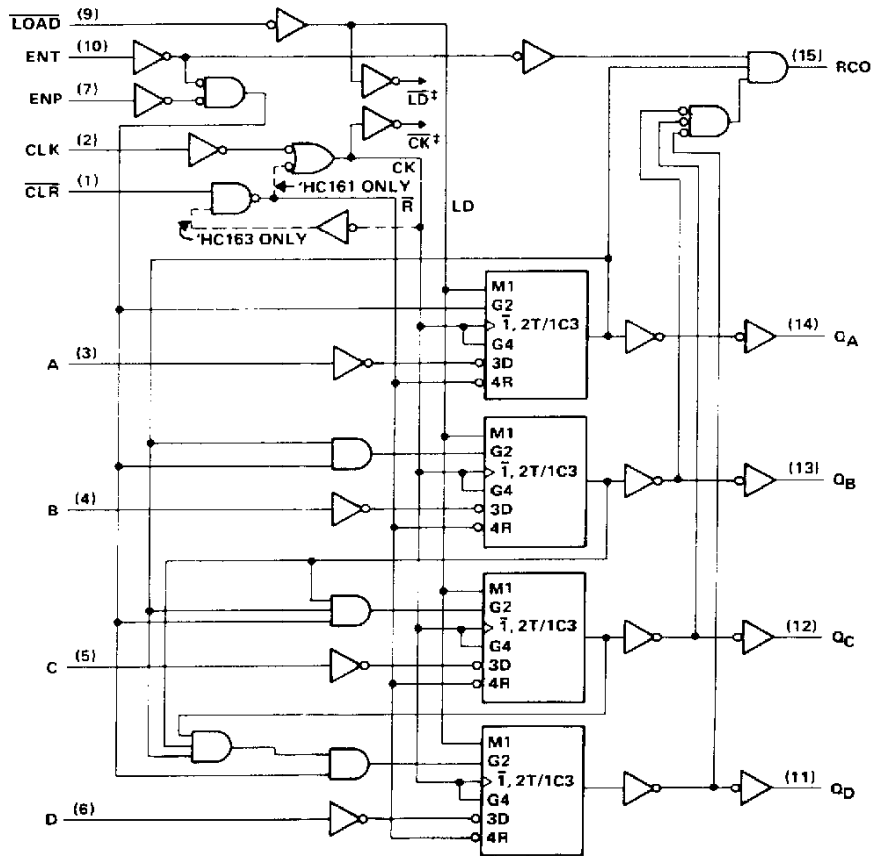 LOAD (9)
ENT (10)
(15) RCO
ENP (7)
LD‡
CLK (2)
CK‡
CK
CLR (1)
'HC161 ONLY
R LD
'HC163 ONLY
M1
G2
1, 2T/1C3
G4
3D
4R
(14) QA
A (3)
M1
G2
1, 2T/1C3
G4
3D
4R
(13) QB
B (4)
M1
G2
1, 2T/1C3
G4
3D
4R
(12) QC
C (5)
M1
G2
1, 2T/1C3
G4
3D
4R
(11) QD
D (6)